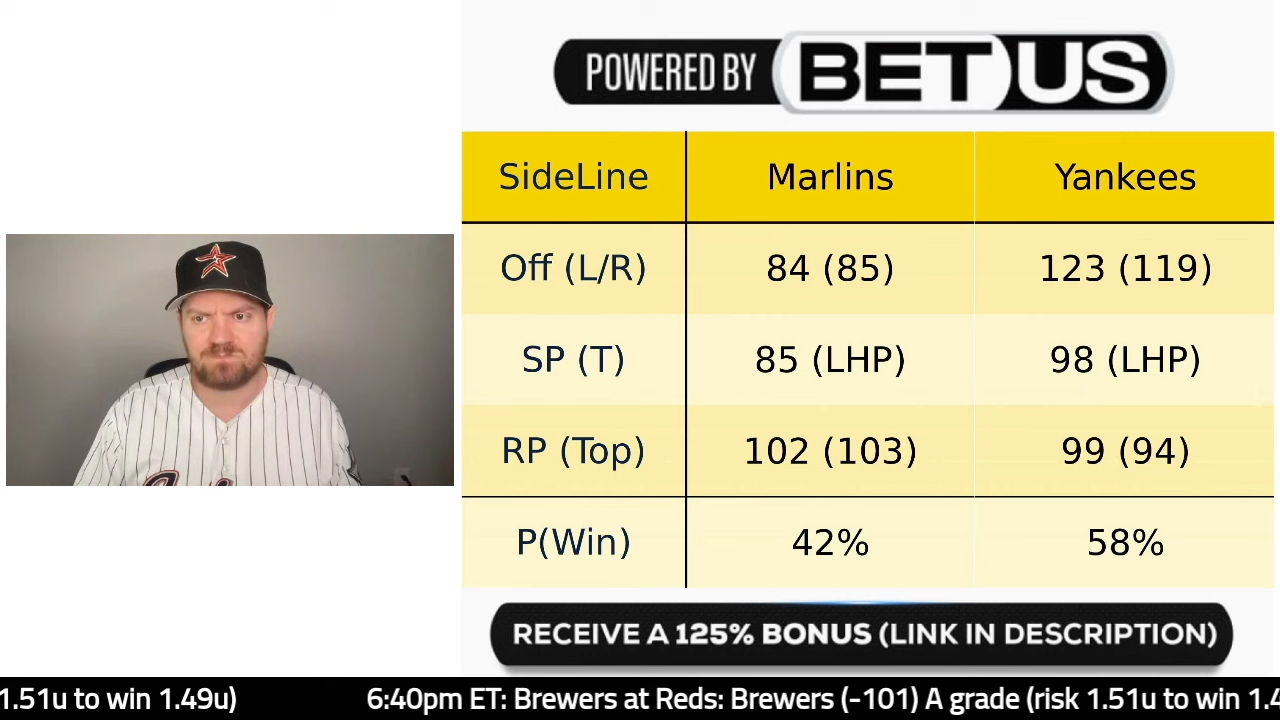 POWERED BY BETUS
SideLine Marlins Yankees
Off (L/R) 84 (85) 123 (119)
SP (T) 85 (LHP) 98 (LHP)
RP (Top) 102 (103) 99 (94)
P(Win) 42% 58%
RECEIVE A 125% BONUS (LINK IN DESCRIPTION)
1.51u to win 1.49u) 6:40pm ET: Brewers at Reds: Brewers (-101) A grade (risk 1.51u to win 1.4